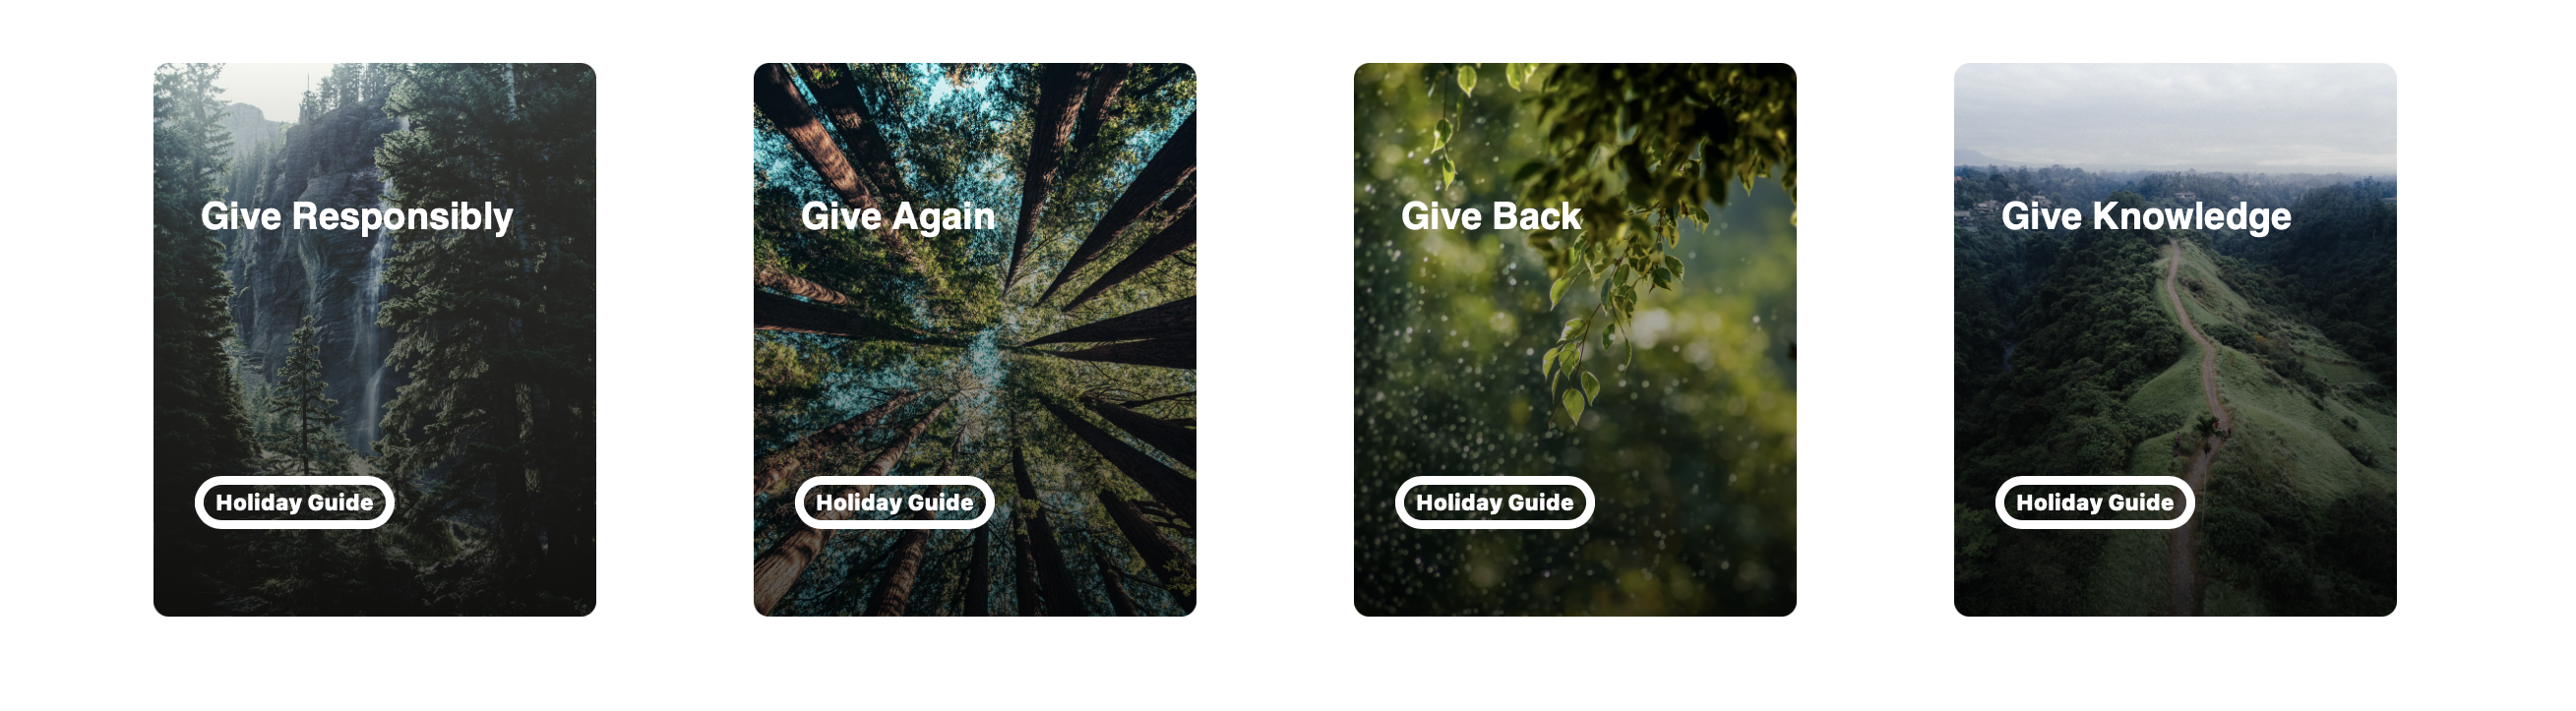 Give Responsibly
Holiday Guide
Give Again
Holiday Guide
Give Back
Holiday Guide
Give Knowledge
Holiday Guide